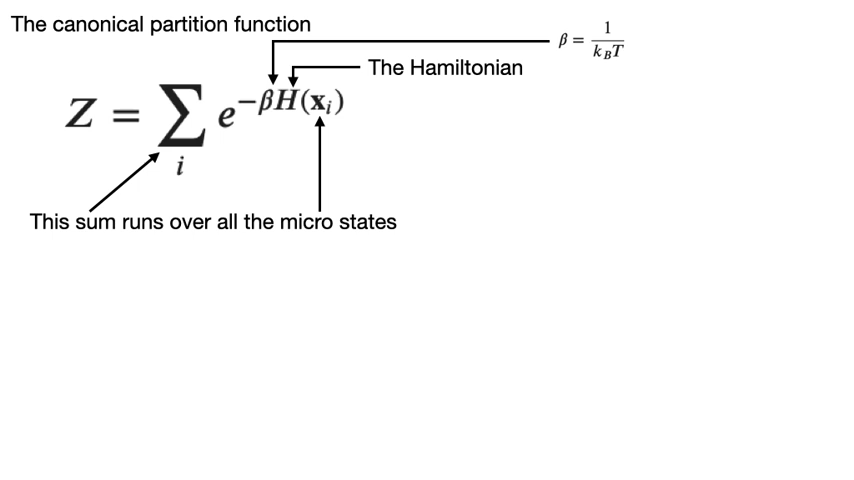 The canonical partition function
β = 1/(k_B T)
The Hamiltonian
Z = ∑_i e^{−βH(𝐱_i)}
This sum runs over all the micro states